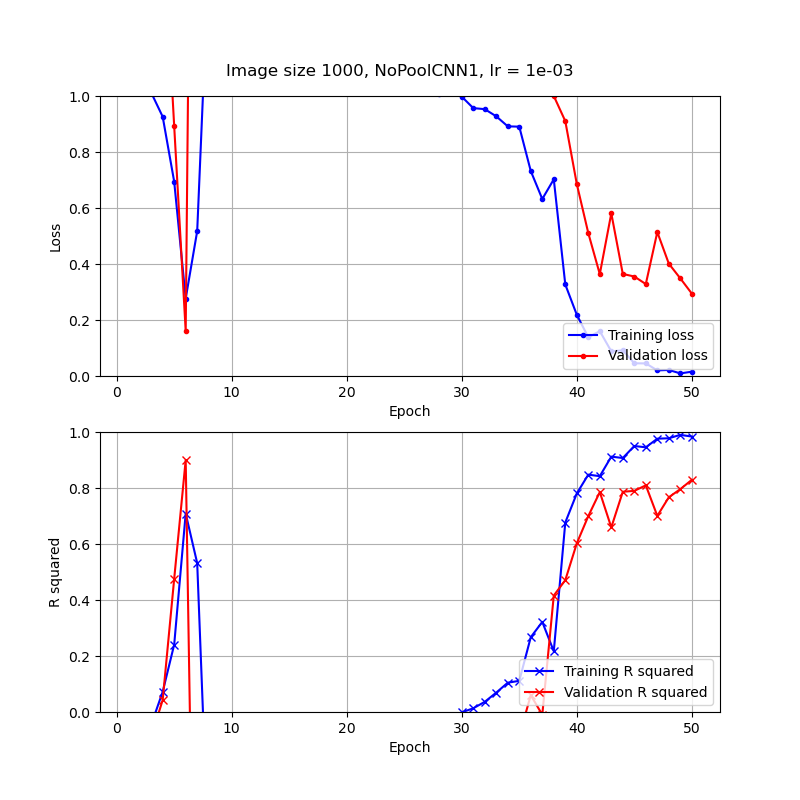 Image size 1000, NoPoolCNN1, lr = 1e-03
1.0
0.8
0.6
0.4
0.2
0.0
Loss
Training loss
Validation loss
0 10 20 30 40 50
Epoch
1.0
0.8
0.6
0.4
0.2
0.0
R squared
Training R squared
Validation R squared
0 10 20 30 40 50
Epoch